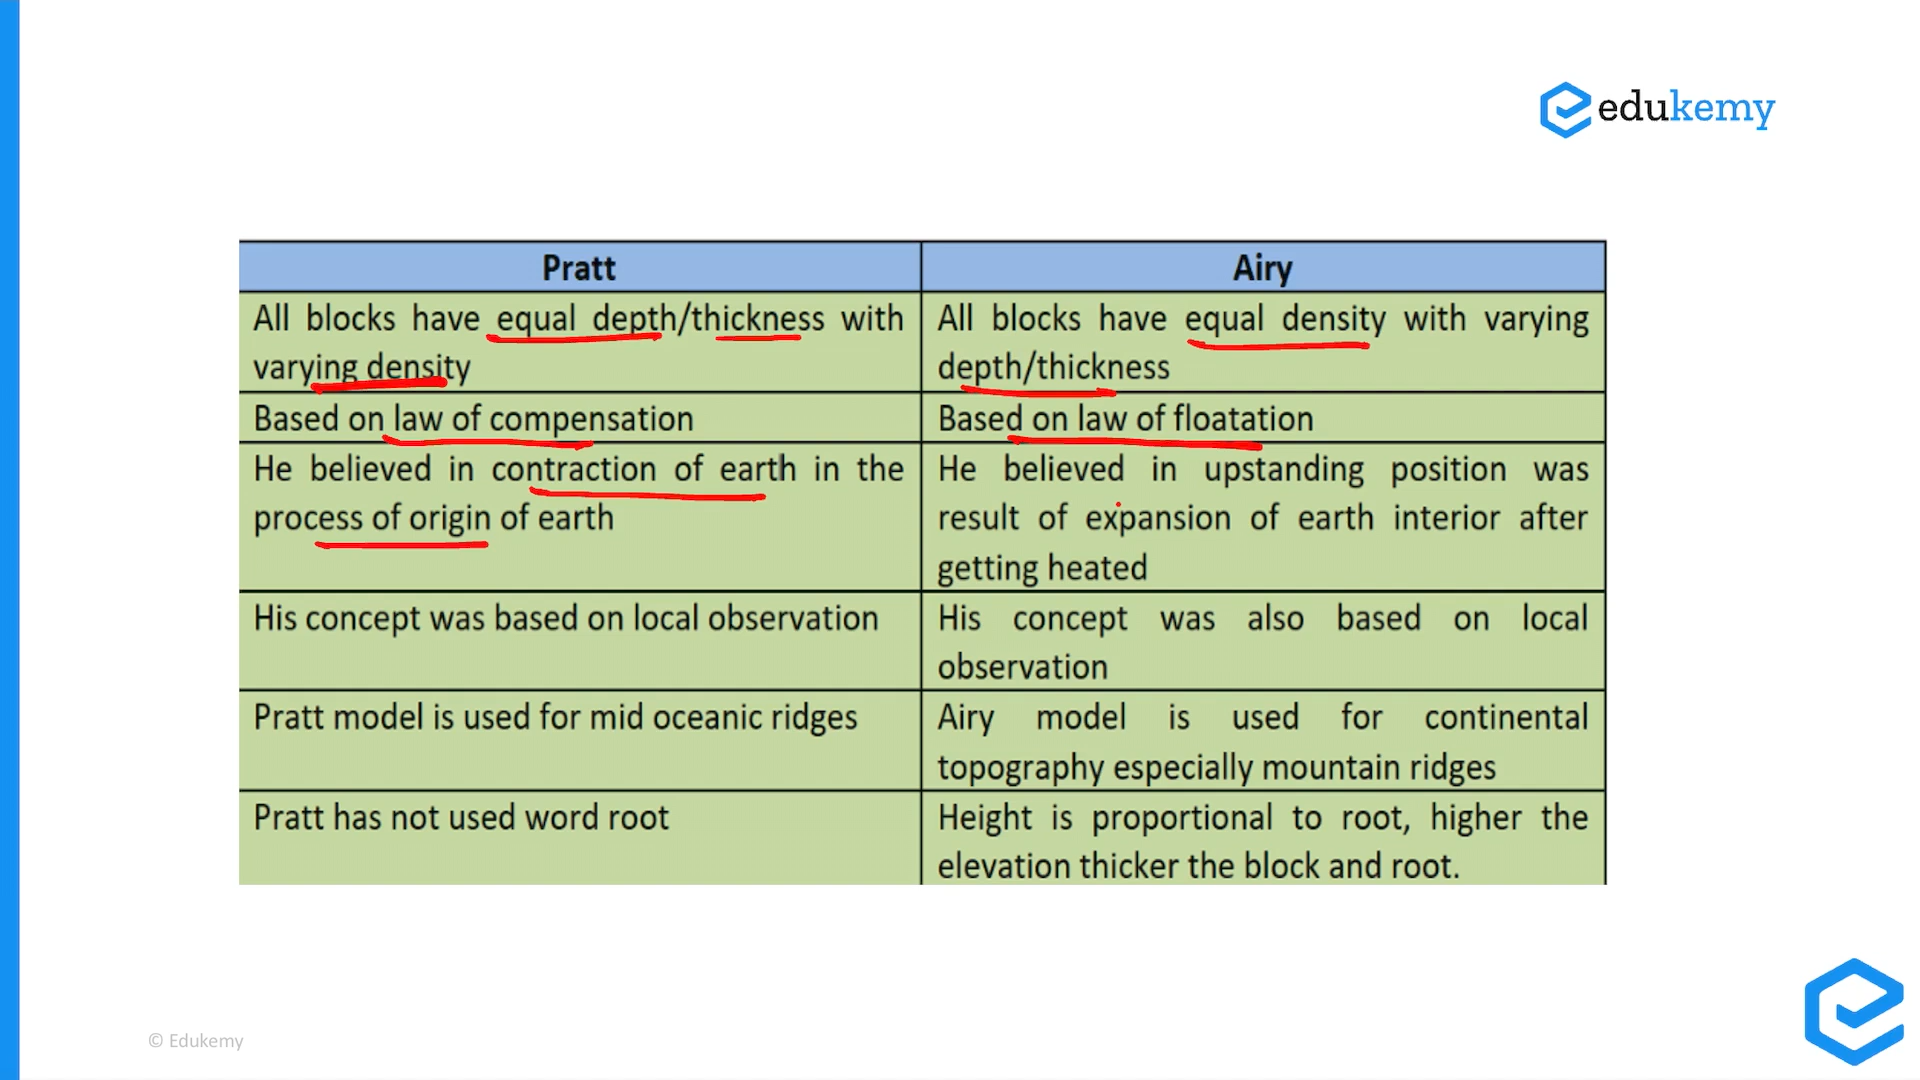 edukemy
Pratt
Airy
All blocks have equal depth/thickness with
varying density
All blocks have equal density with varying
depth/thickness
Based on law of compensation
Based on law of floatation
He believed in contraction of earth in the
process of origin of earth
He believed in upstanding position was
result of expansion of earth interior after
getting heated
His concept was based on local observation
His concept was also based on local
observation
Pratt model is used for mid oceanic ridges
Airy model is used for continental
topography especially mountain ridges
Pratt has not used word root
Height is proportional to root, higher the
elevation thicker the block and root.
© Edukemy